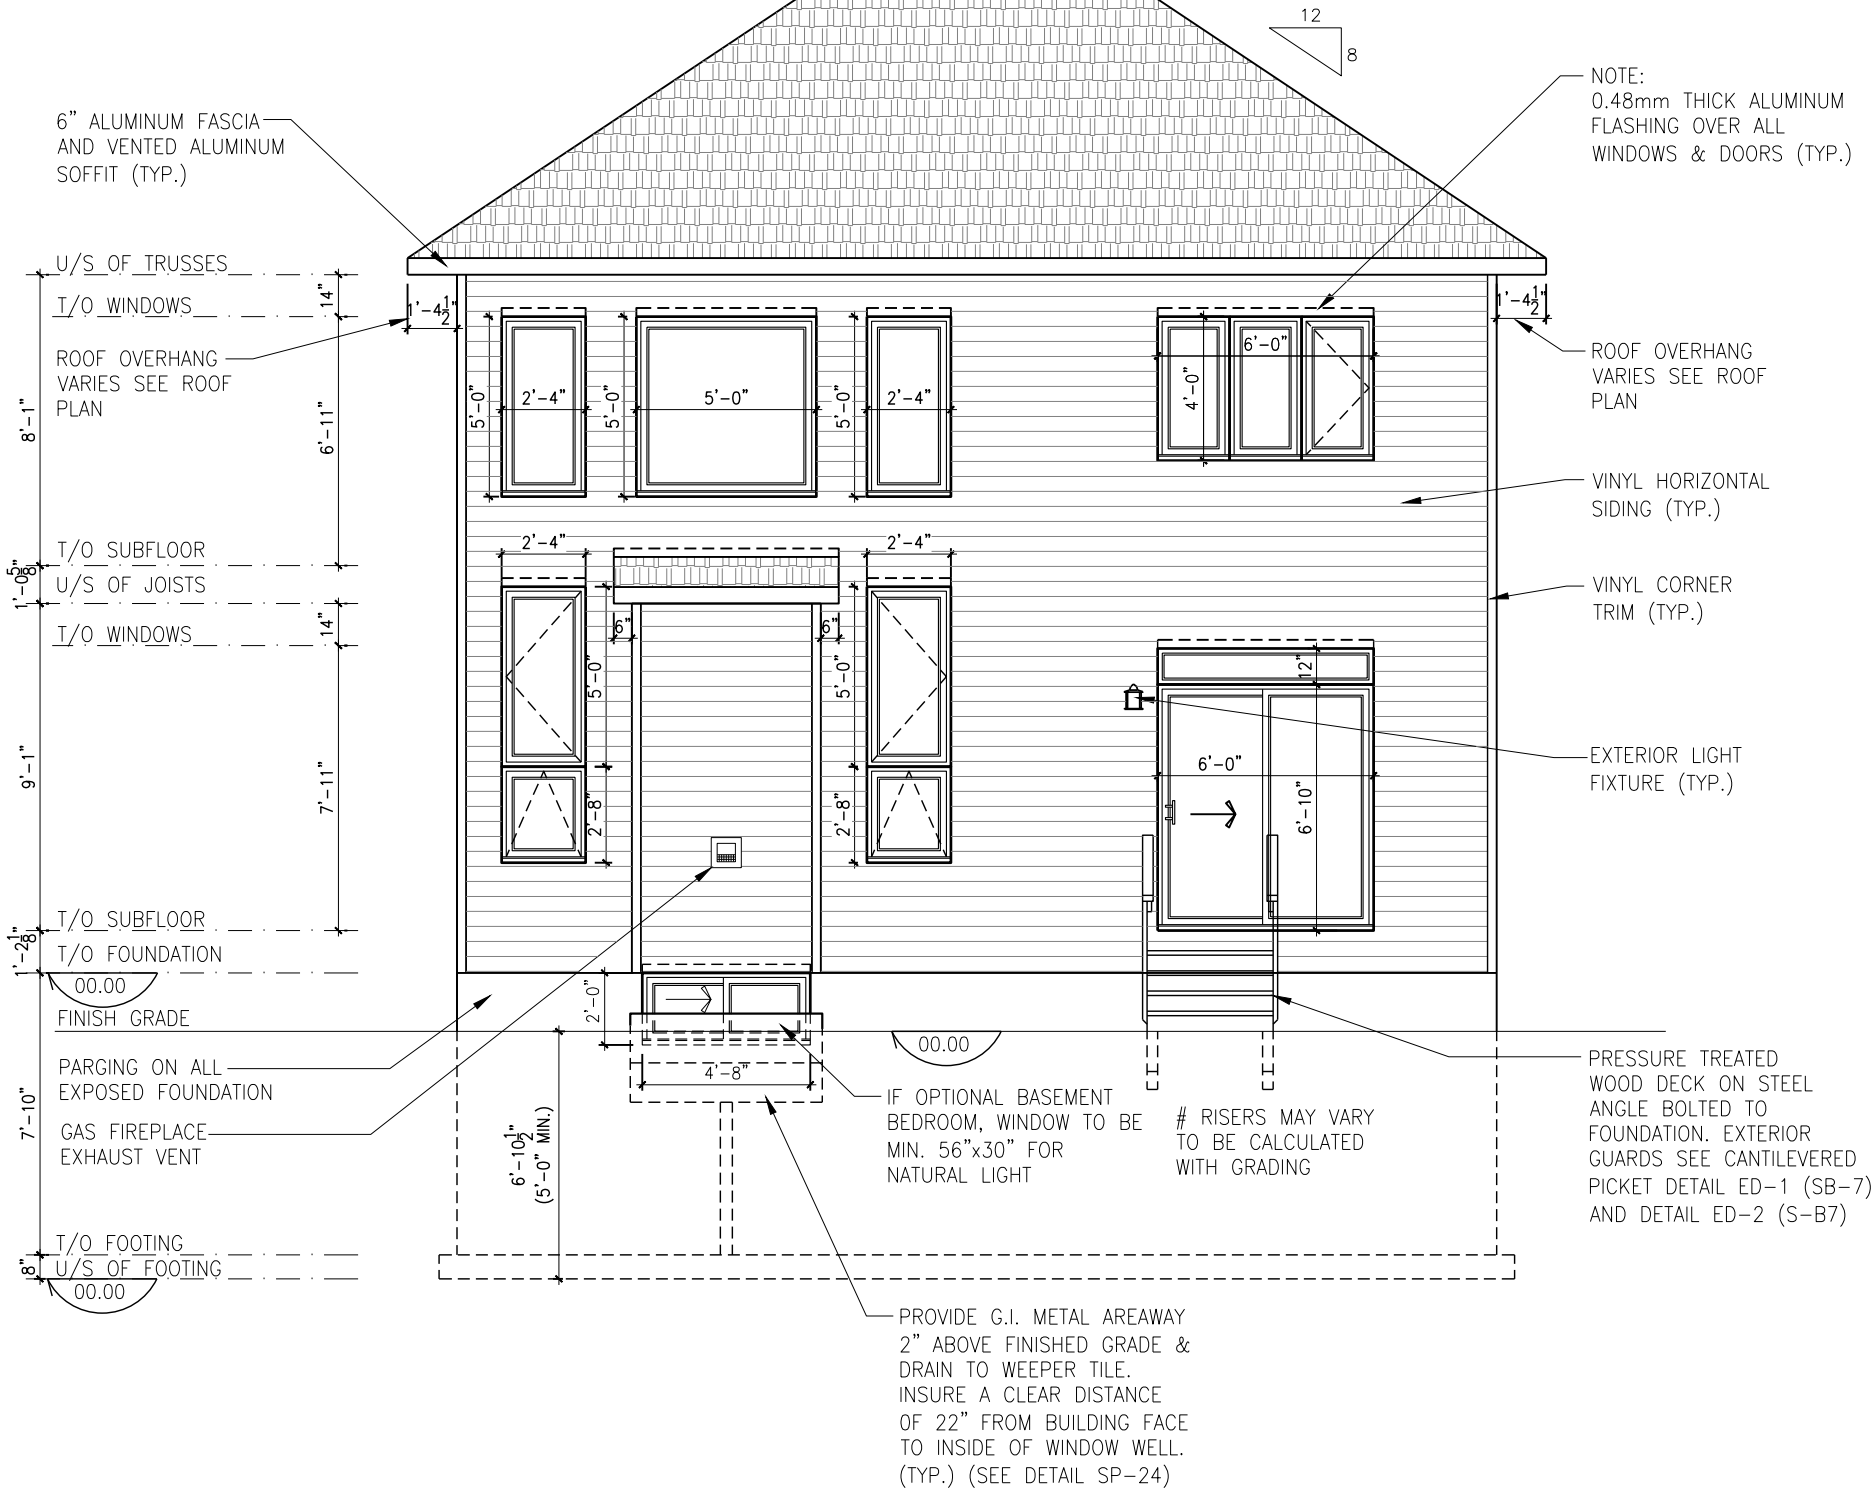 12
8
NOTE:
0.48mm THICK ALUMINUM
FLASHING OVER ALL
WINDOWS & DOORS (TYP.)
6" ALUMINUM FASCIA
AND VENTED ALUMINUM
SOFFIT (TYP.)
U/S OF TRUSSES
T/O WINDOWS
14"
1'-4 1/2"
1'-4 1/2"
ROOF OVERHANG
VARIES SEE ROOF
PLAN
ROOF OVERHANG
VARIES SEE ROOF
PLAN
8'-1"
6'-11"
5'-0"
2'-4"
5'-0"
5'-0"
5'-0"
2'-4"
6'-0"
4'-0"
VINYL HORIZONTAL
SIDING (TYP.)
T/O SUBFLOOR
1'-0 5/8"
U/S OF JOISTS
14"
T/O WINDOWS
2'-4"
2'-4"
6"
6"
VINYL CORNER
TRIM (TYP.)
9'-1"
7'-11"
5'-0"
2'-8"
5'-0"
2'-8"
12"
6'-0"
6'-10"
EXTERIOR LIGHT
FIXTURE (TYP.)
T/O SUBFLOOR
1'-2 1/8"
T/O FOUNDATION
00.00
FINISH GRADE
2'-0"
00.00
PARGING ON ALL
EXPOSED FOUNDATION
GAS FIREPLACE
EXHAUST VENT
7'-10"
4'-8"
6'-10 1/2"
(5'-0" MIN.)
IF OPTIONAL BASEMENT
BEDROOM, WINDOW TO BE
MIN. 56"x30" FOR
NATURAL LIGHT
# RISERS MAY VARY
TO BE CALCULATED
WITH GRADING
PRESSURE TREATED
WOOD DECK ON STEEL
ANGLE BOLTED TO
FOUNDATION. EXTERIOR
GUARDS SEE CANTILEVERED
PICKET DETAIL ED-1 (SB-7)
AND DETAIL ED-2 (S-B7)
T/O FOOTING
8"
U/S OF FOOTING
00.00
PROVIDE G.I. METAL AREAWAY
2" ABOVE FINISHED GRADE &
DRAIN TO WEEPER TILE.
INSURE A CLEAR DISTANCE
OF 22" FROM BUILDING FACE
TO INSIDE OF WINDOW WELL.
(TYP.) (SEE DETAIL SP-24)